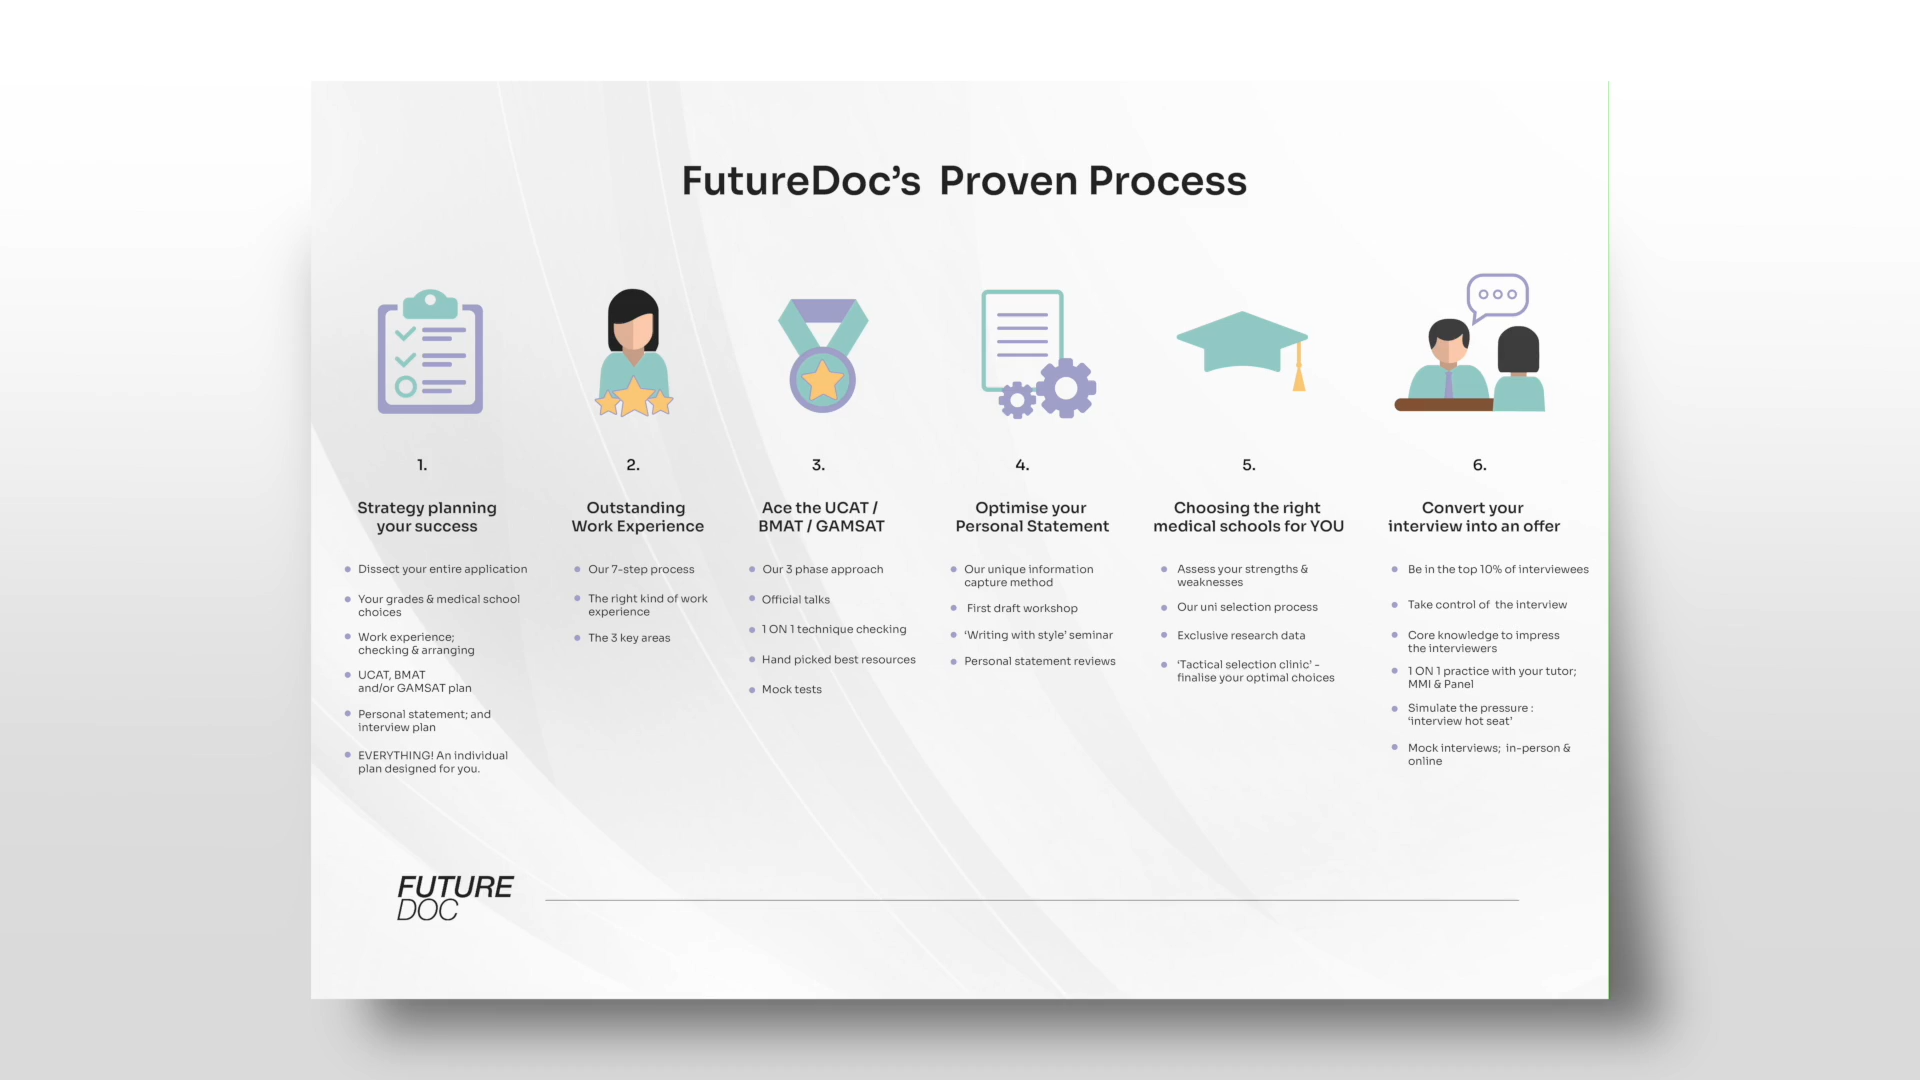 FutureDoc’s  Proven Process
1.
Strategy planning
your success
Dissect your entire application
Your grades & medical school
choices
Work experience;
checking & arranging
UCAT, BMAT
and/or GAMSAT plan
Personal statement; and
interview plan
EVERYTHING! An individual
plan designed for you.
2.
Outstanding
Work Experience
Our 7-step process
The right kind of work
experience
The 3 key areas
3.
Ace the UCAT /
BMAT / GAMSAT
Our 3 phase approach
Official talks
1 ON 1 technique checking
Hand picked best resources
Mock tests
4.
Optimise your
Personal Statement
Our unique information
capture method
First draft workshop
‘Writing with style’ seminar
Personal statement reviews
5.
Choosing the right
medical schools for YOU
Assess your strengths &
weaknesses
Our uni selection process
Exclusive research data
‘Tactical selection clinic’ -
finalise your optimal choices
6.
Convert your
interview into an offer
Be in the top 10% of interviewees
Take control of  the interview
Core knowledge to impress
the interviewers
1 ON 1 practice with your tutor;
MMI & Panel
Simulate the pressure :
‘interview hot seat’
Mock interviews;  in-person &
online
FUTURE
DOC